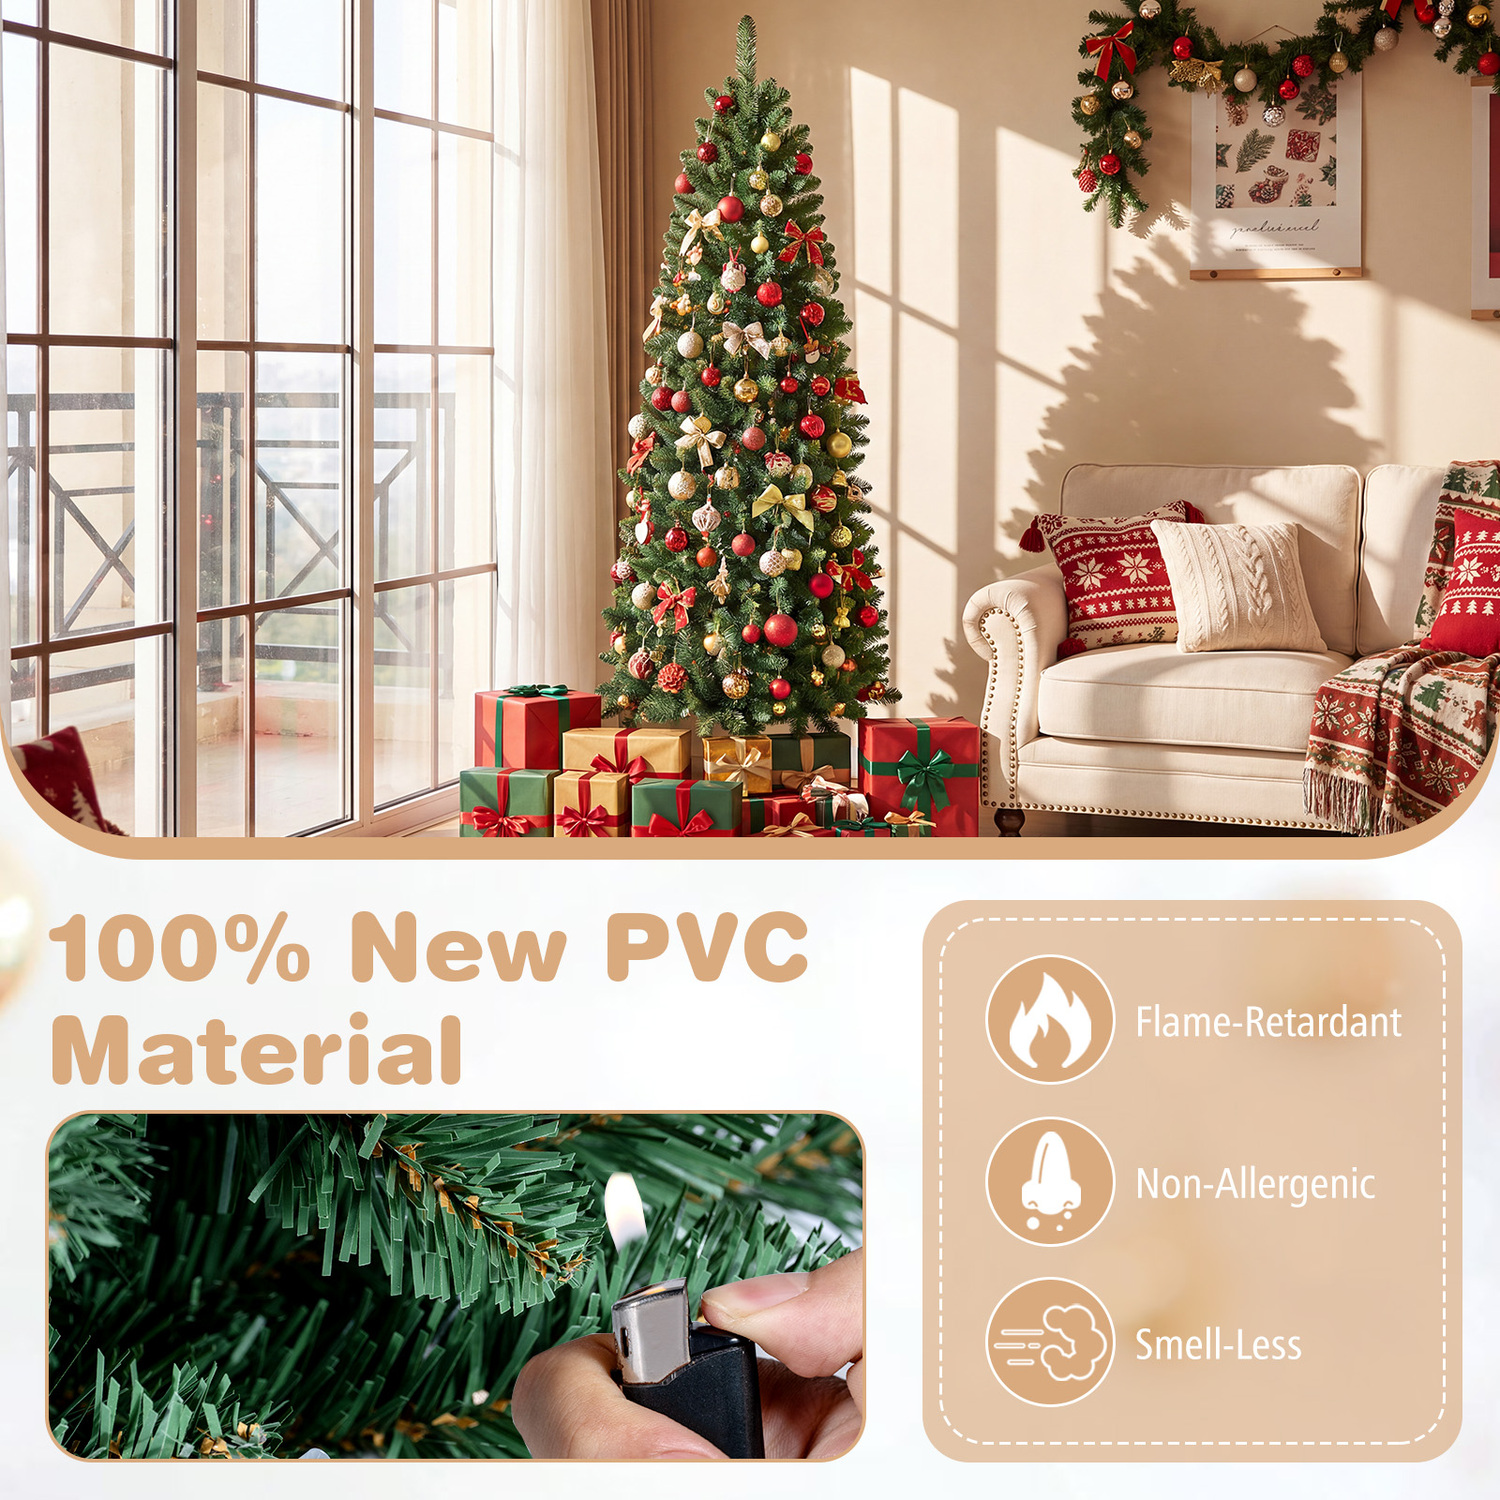 100% New PVC
Material
Flame-Retardant
Non-Allergenic
Smell-Less